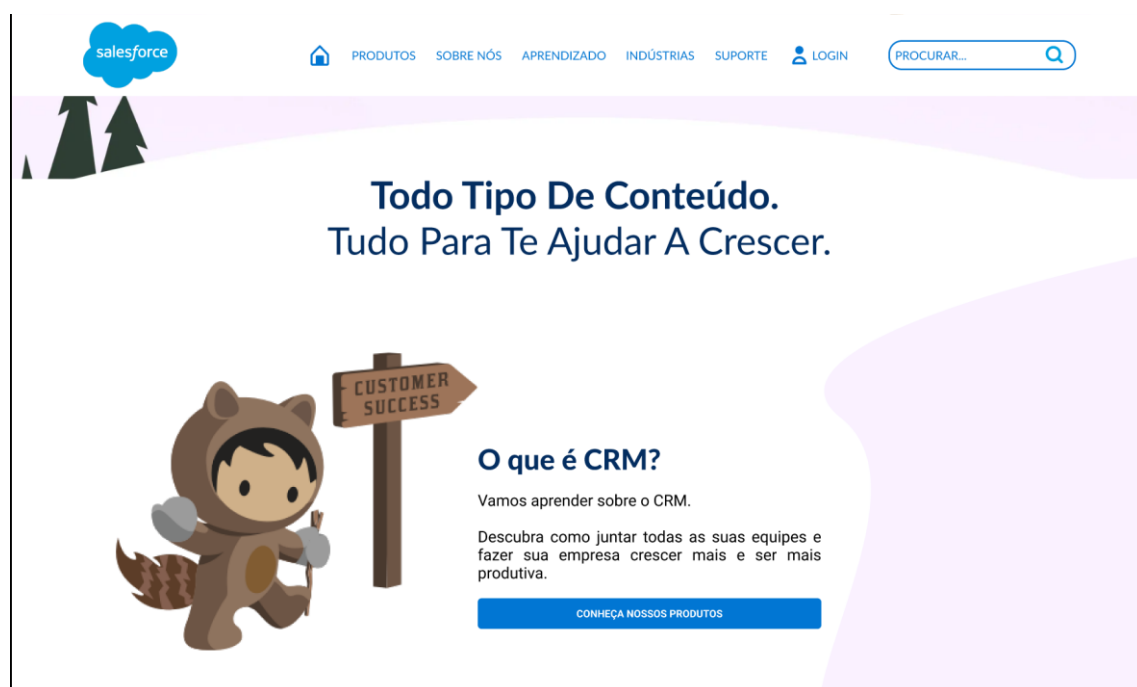 salesforce
PRODUTOS SOBRE NÓS APRENDIZADO INDÚSTRIAS SUPORTE LOGIN PROCURAR...
Todo Tipo De Conteúdo.
Tudo Para Te Ajudar A Crescer.
CUSTOMER
SUCCESS
O que é CRM?
Vamos aprender sobre o CRM.
Descubra como juntar todas as suas equipes e
fazer sua empresa crescer mais e ser mais
produtiva.
CONHEÇA NOSSOS PRODUTOS